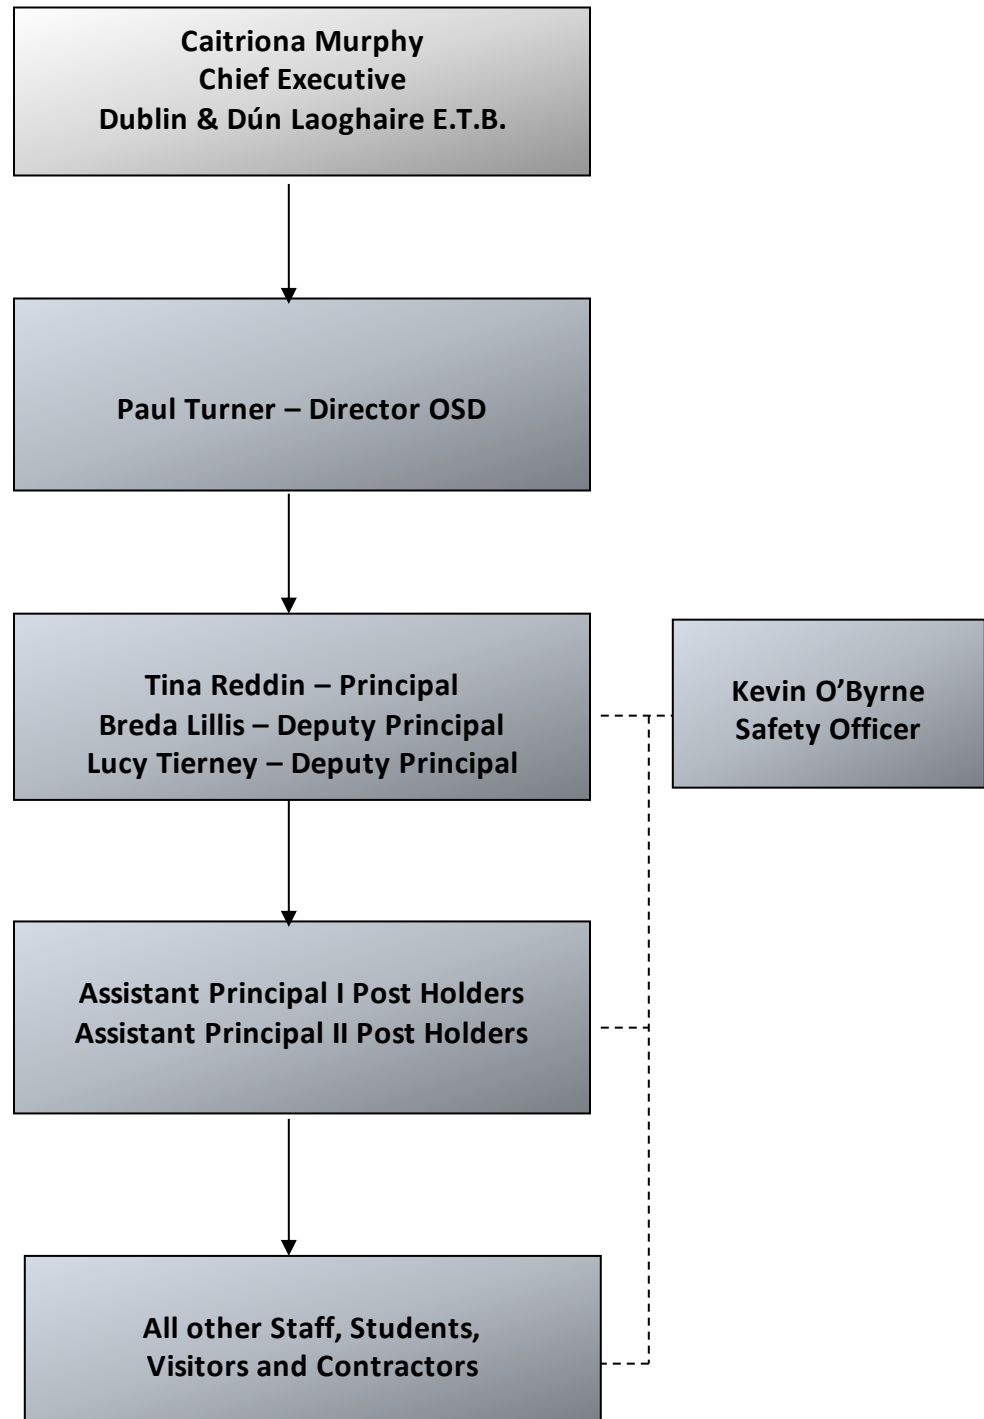 Caitriona Murphy
Chief Executive
Dublin & Dún Laoghaire E.T.B.
Paul Turner – Director OSD
Tina Reddin – Principal
Breda Lillis – Deputy Principal
Lucy Tierney – Deputy Principal
Kevin O’Byrne
Safety Officer
Assistant Principal I Post Holders
Assistant Principal II Post Holders
All other Staff, Students,
Visitors and Contractors